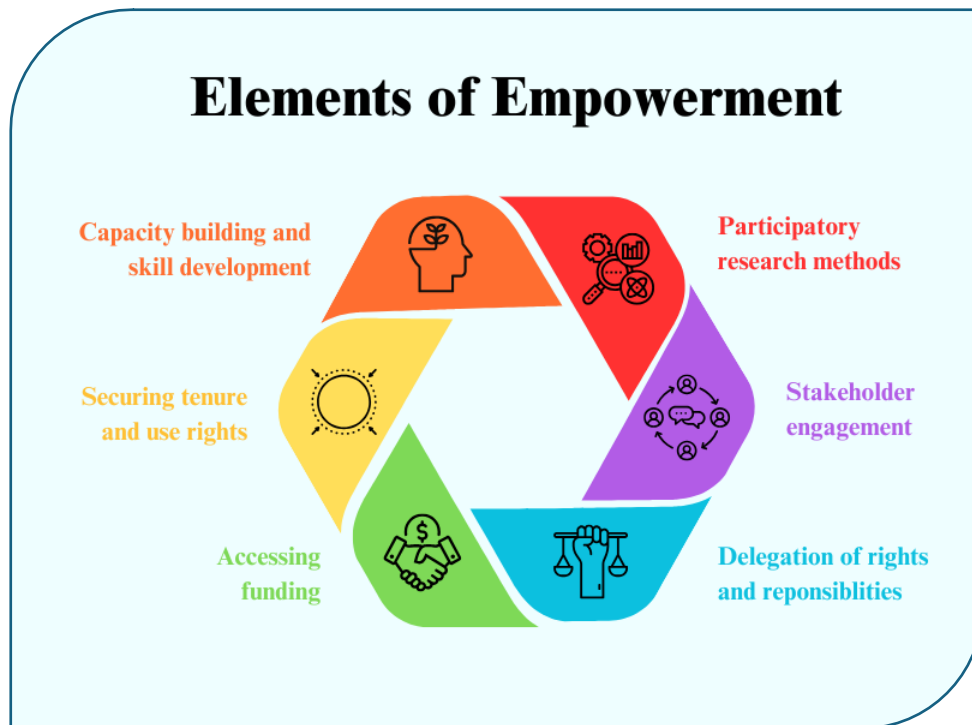 Elements of Empowerment
Capacity building and
skill development
Participatory
research methods
Securing tenure
and use rights
Stakeholder
engagement
Accessing
funding
$
Delegation of rights
and reponsiblities